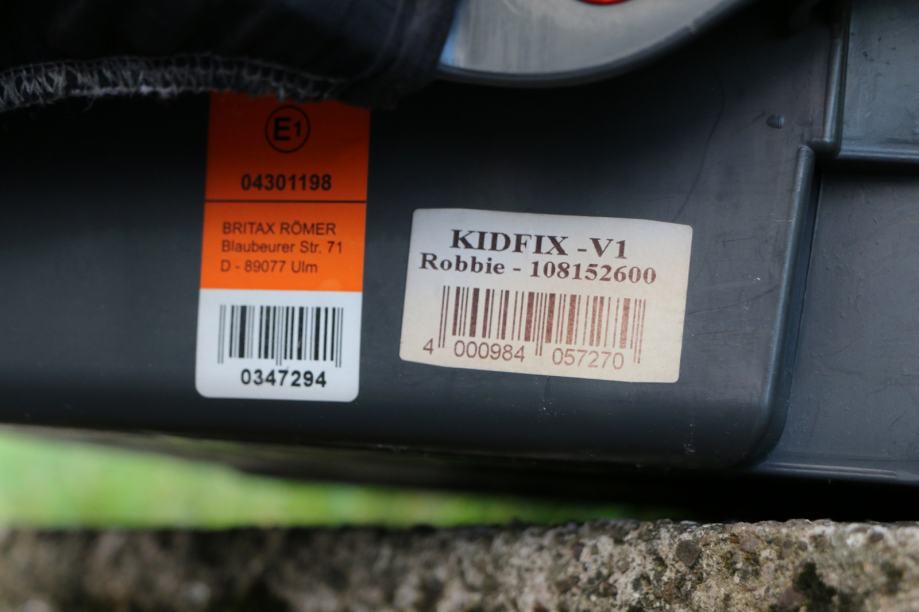 E1
04301198
BRITAX RÖMER
Blaubeurer Str. 71
D - 89077 Ulm
0347294
KIDFIX -V1
Robbie - 108152600
4 000984 057270